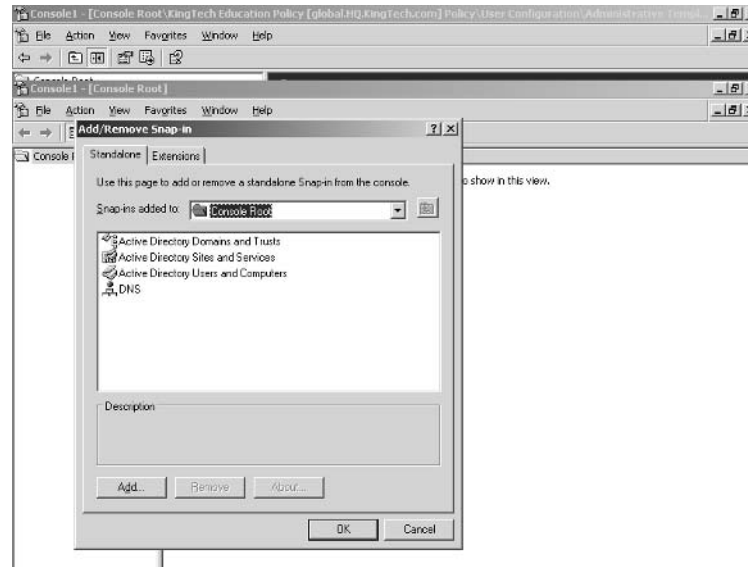 Console1 - [Console Root\KingTech Education Policy [global.HQ.KingTech.com] Policy\User Configuration\Administrative Templ...
File Action View Favorites Window Help
Console1 - [Console Root]
File Action View Favorites Window Help
Add/Remove Snap-in
Console
Standalone Extensions
Use this page to add or remove a standalone Snap-in from the console.
o show in this view.
Snap-ins added to: Console Root
Active Directory Domains and Trusts
Active Directory Sites and Services
Active Directory Users and Computers
DNS
Description
Add... Remove About...
OK Cancel